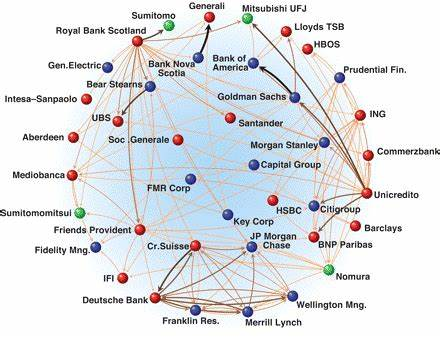 Generali
Sumitomo
Mitsubishi UFJ
Royal Bank Scotland
Lloyds TSB
HBOS
Gen.Electric
Bank Nova
Scotia
Bank of
America
Prudential Fin.
Bear Stearns
Goldman Sachs
Intesa–Sanpaolo
UBS
Santander
ING
Aberdeen
Soc.Generale
Morgan Stanley
Commerzbank
Mediobanca
Capital Group
FMR Corp
Unicredito
Sumitomomitsui
HSBC
Citigroup
Key Corp
Friends Provident
Barclays
Fidelity Mng.
Cr.Suisse
JP Morgan
Chase
BNP Paribas
IFI
Nomura
Deutsche Bank
Wellington Mng.
Franklin Res.
Merrill Lynch